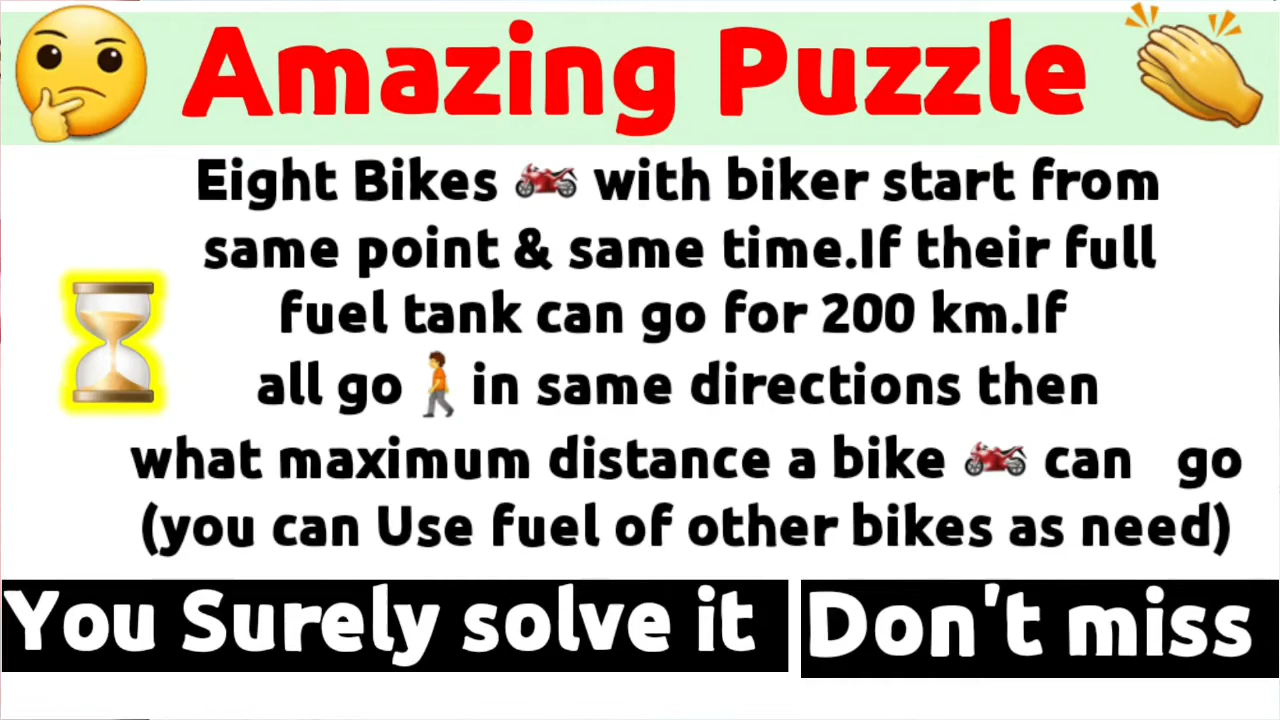 Amazing Puzzle
Eight Bikes 🏍️ with biker start from
same point & same time.If their full
fuel tank can go for 200 km.If
all go 🚶 in same directions then
what maximum distance a bike 🏍️ can go
(you can Use fuel of other bikes as need)
You Surely solve it Don't miss